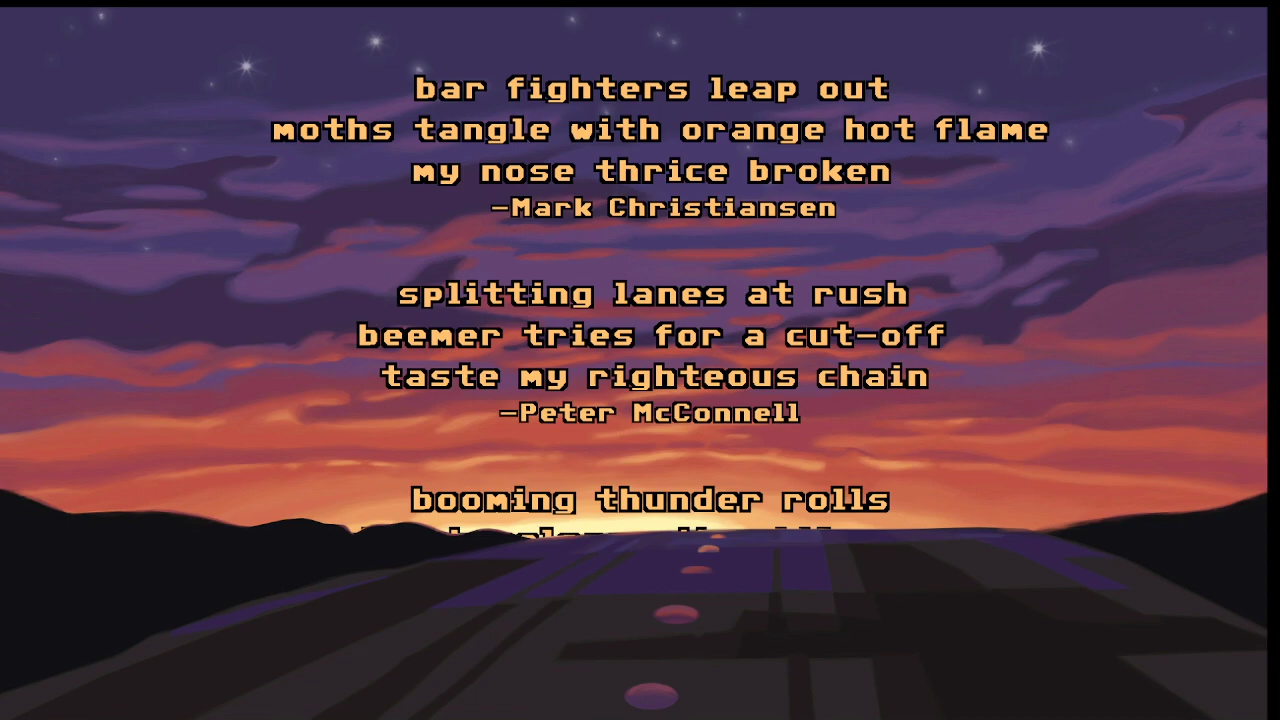 bar fighters leap out
moths tangle with orange hot flame
my nose thrice broken
-Mark Christiansen
splitting lanes at rush
beemer tries for a cut-off
taste my righteous chain
-Peter McConnell
booming thunder rolls